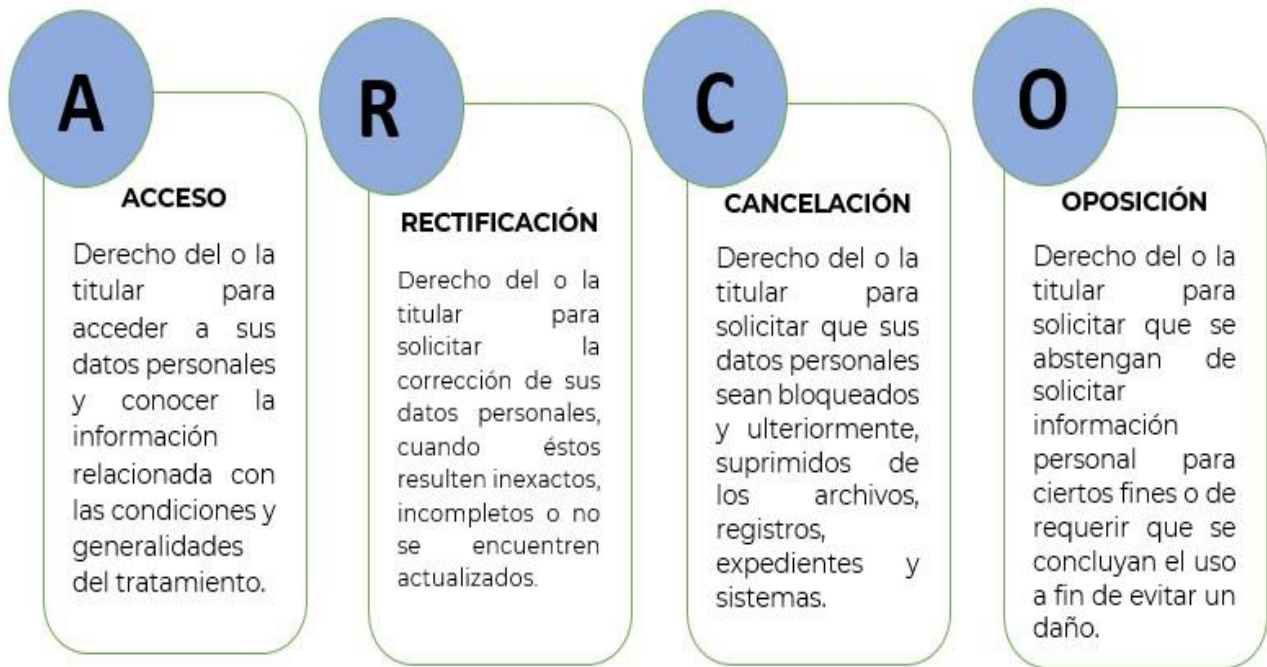 A
ACCESO
Derecho del o la
titular para
acceder a sus
datos personales
y conocer la
información
relacionada con
las condiciones y
generalidades
del tratamiento.
R
RECTIFICACIÓN
Derecho del o la
titular para
solicitar la
corrección de sus
datos personales,
cuando éstos
resulten inexactos,
incompletos o no
se encuentren
actualizados.
C
CANCELACIÓN
Derecho del o la
titular para
solicitar que sus
datos personales
sean bloqueados
y ulteriormente,
suprimidos de
los archivos,
registros,
expedientes y
sistemas.
O
OPOSICIÓN
Derecho del o la
titular para
solicitar que se
abstengan de
solicitar
información
personal para
ciertos fines o de
requerir que se
concluyan el uso
a fin de evitar un
daño.